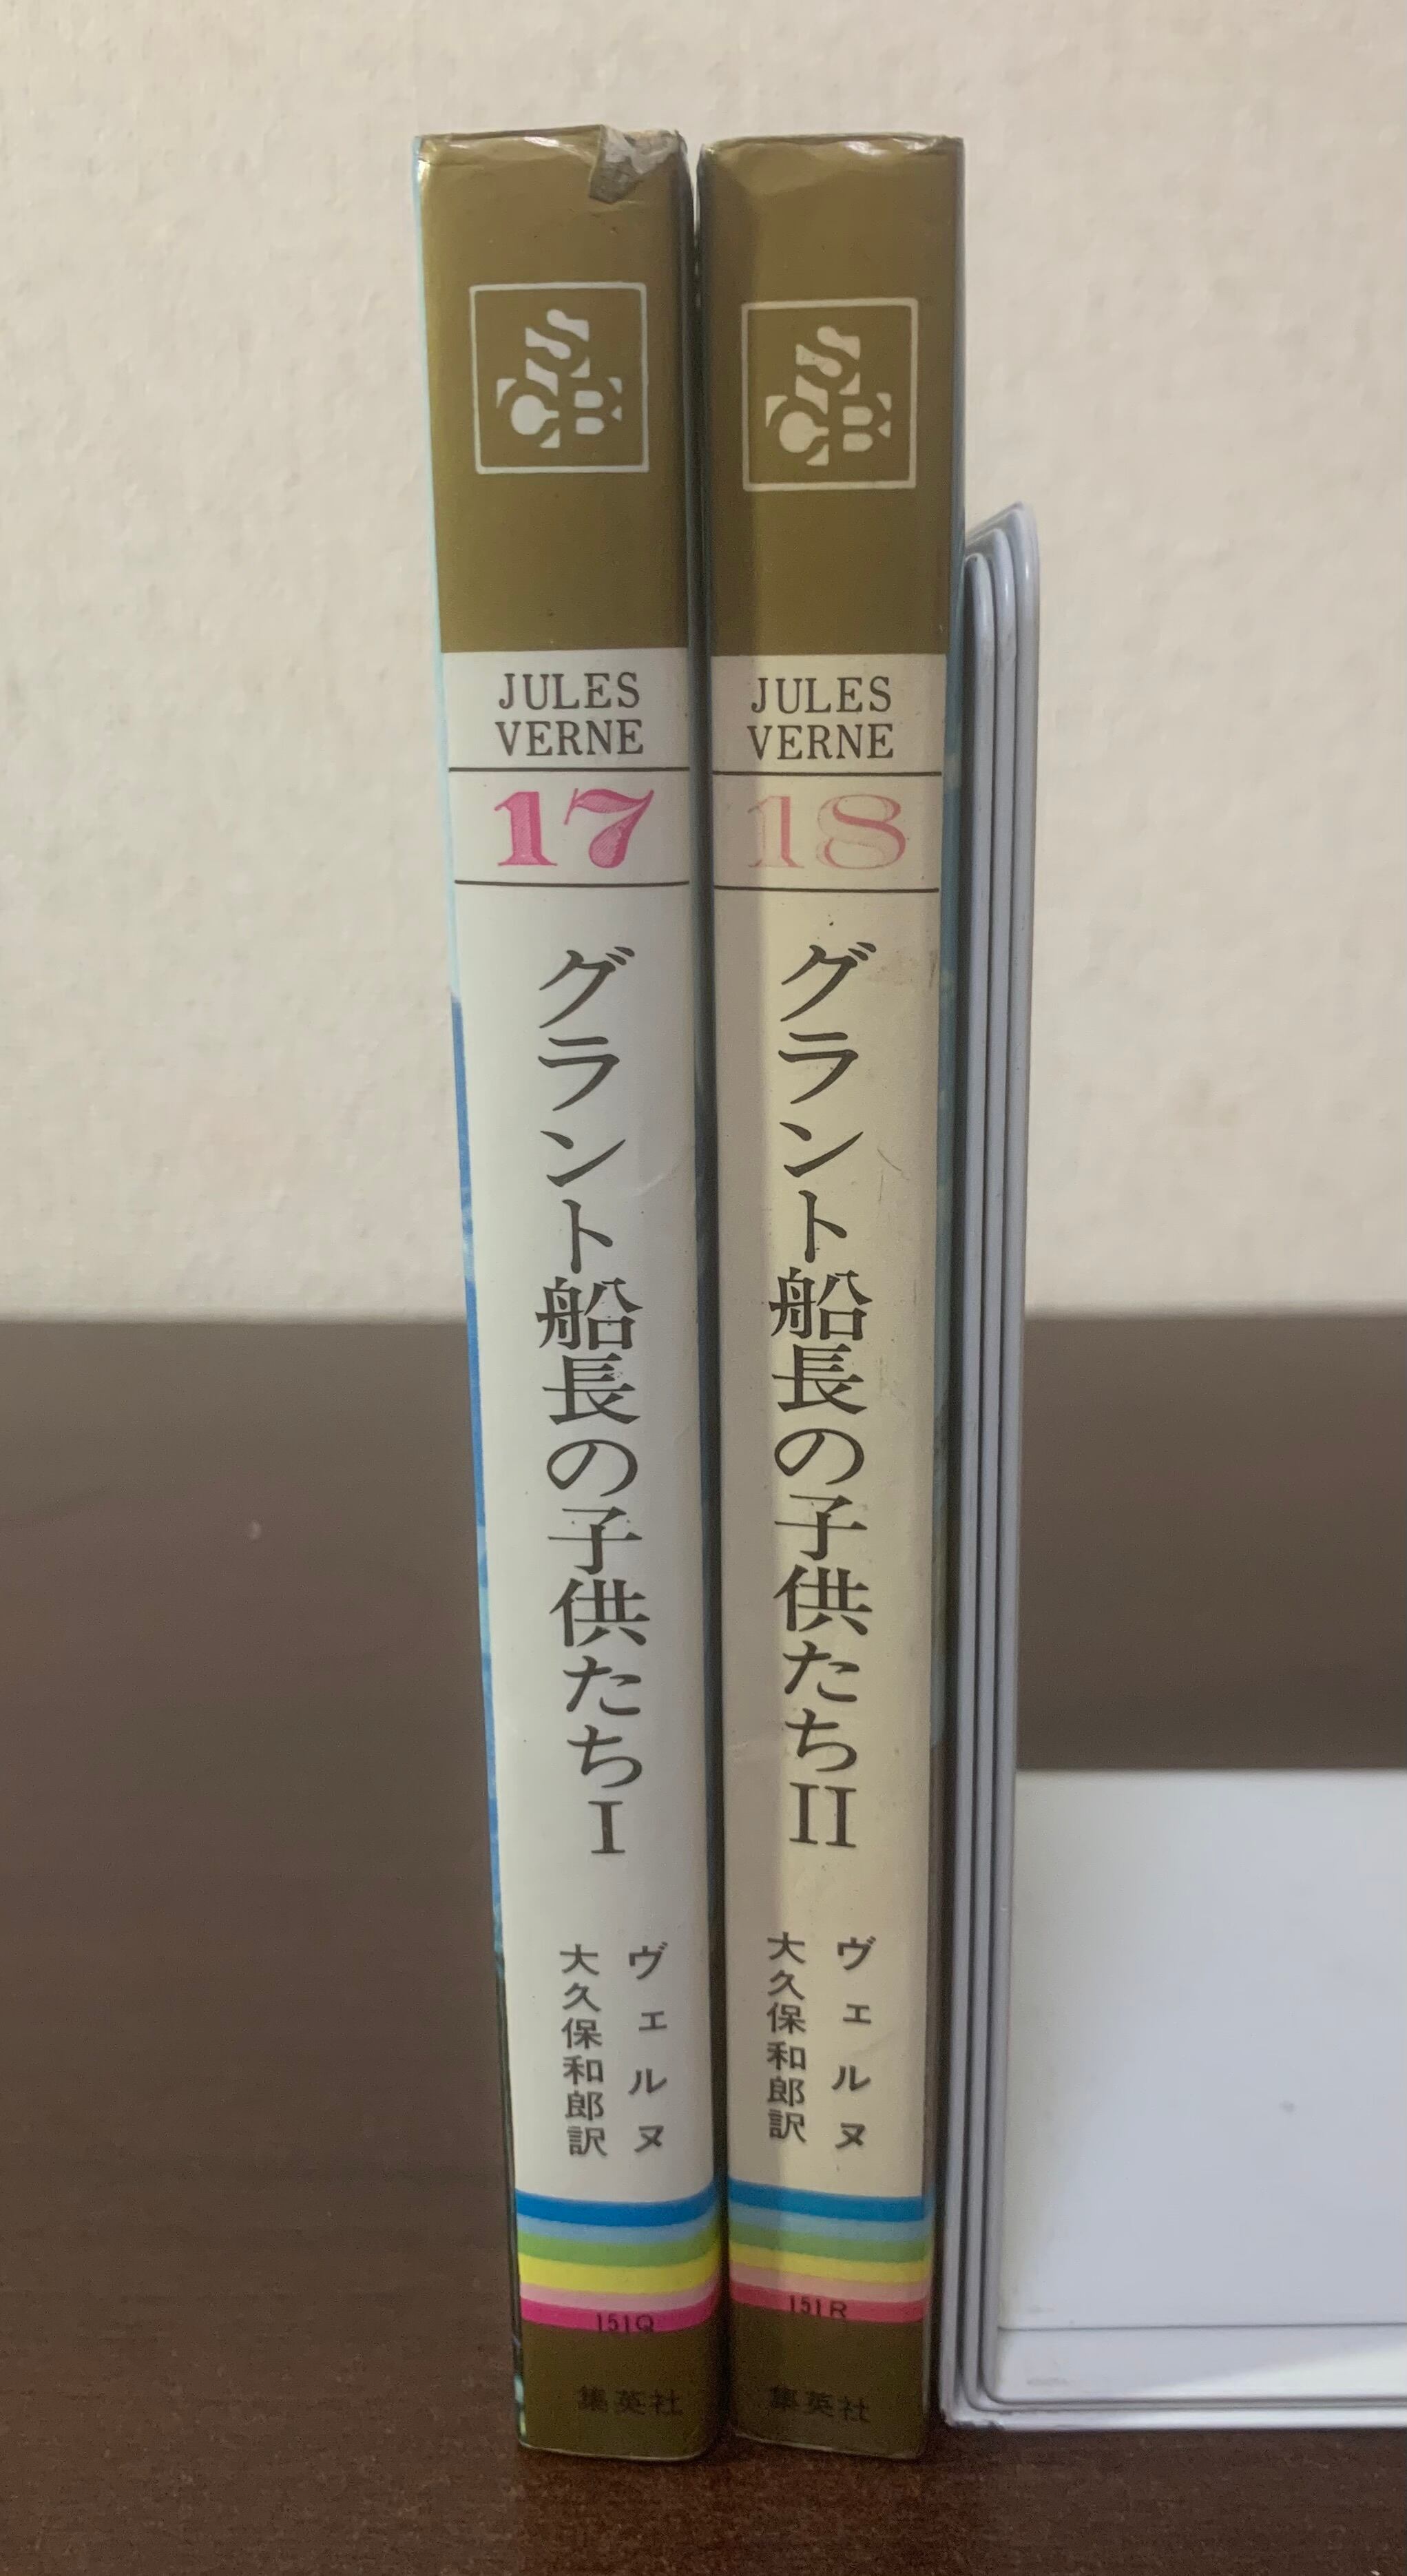 SCB
JULES
VERNE
17
グラント船長の子供たちI
ヴェルヌ
大久保和郎訳
151Q
集英社
SCB
JULES
VERNE
18
グラント船長の子供たちII
ヴェルヌ
大久保和郎訳
151R
集英社